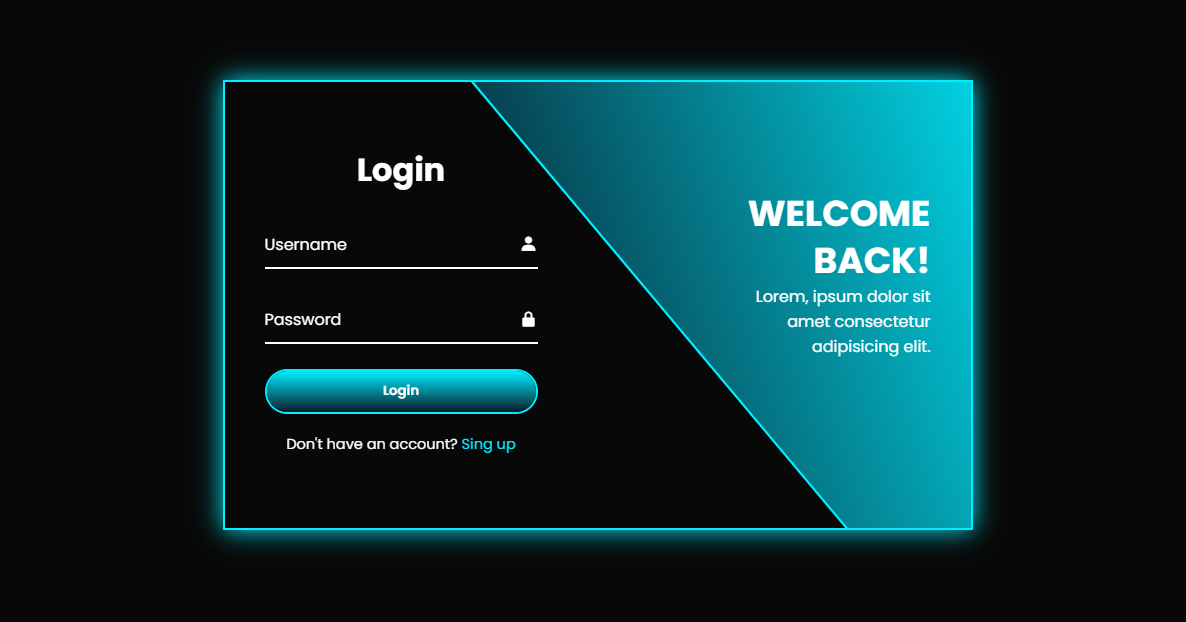 Login
Username
Password
Login
Don't have an account? Sing up
WELCOME
BACK!
Lorem, ipsum dolor sit
amet consectetur
adipisicing elit.